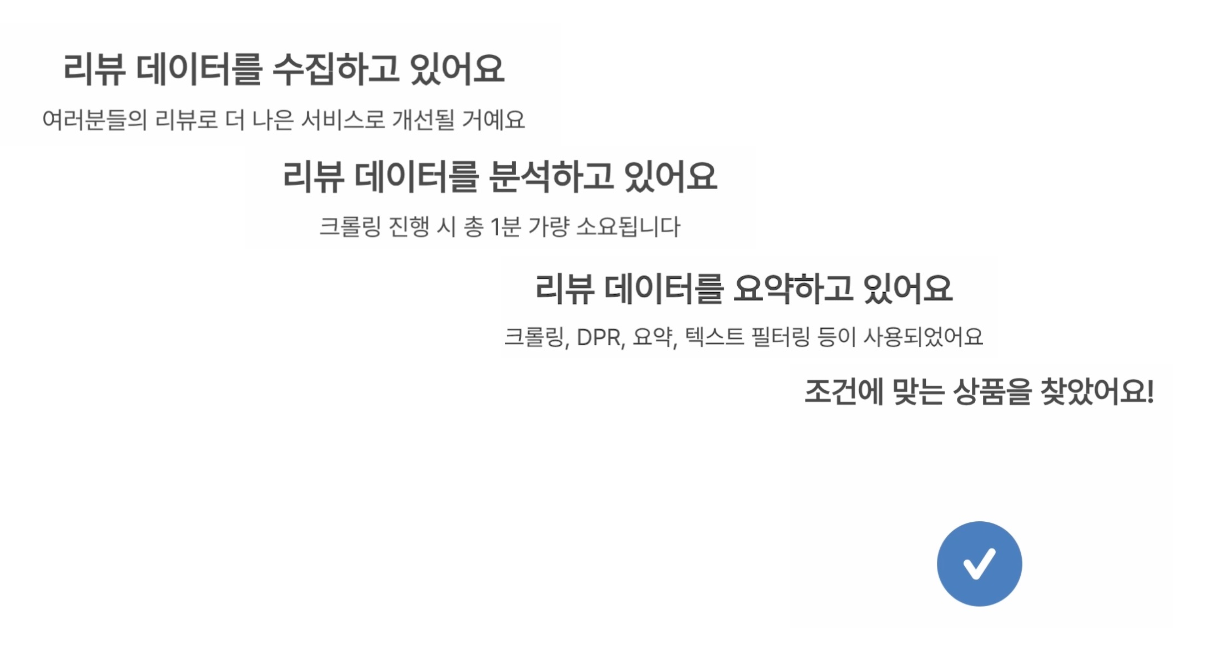 리뷰 데이터를 수집하고 있어요
여러분들의 리뷰로 더 나은 서비스로 개선될 거예요
리뷰 데이터를 분석하고 있어요
크롤링 진행 시 총 1분 가량 소요됩니다
리뷰 데이터를 요약하고 있어요
크롤링, DPR, 요약, 텍스트 필터링 등이 사용되었어요
조건에 맞는 상품을 찾았어요!